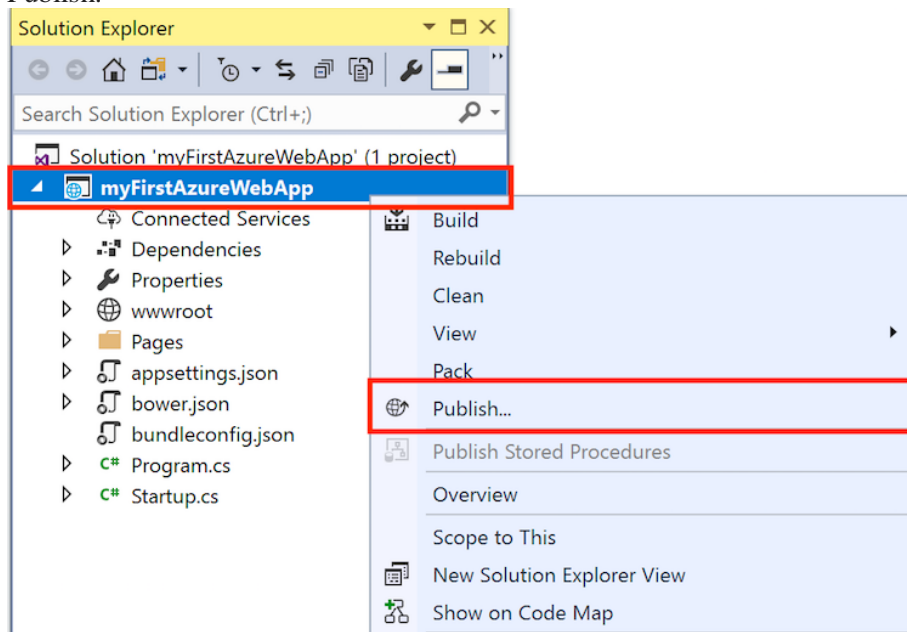 Publish.
Solution Explorer
Search Solution Explorer (Ctrl+;)
Solution 'myFirstAzureWebApp' (1 project)
myFirstAzureWebApp
Connected Services
Dependencies
Properties
wwwroot
Pages
appsettings.json
bower.json
bundleconfig.json
C# Program.cs
C# Startup.cs
Build
Rebuild
Clean
View
Pack
Publish...
Publish Stored Procedures
Overview
Scope to This
New Solution Explorer View
Show on Code Map